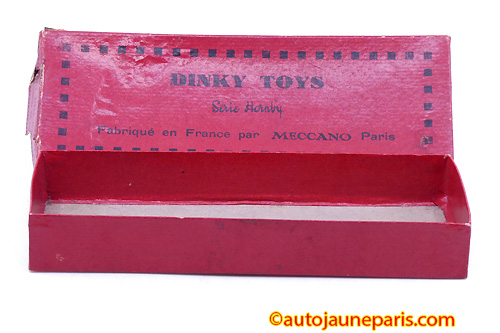 DINKY TOYS
Série Hornby
Fabriqué en France par MECCANO Paris
©autojauneparis.com